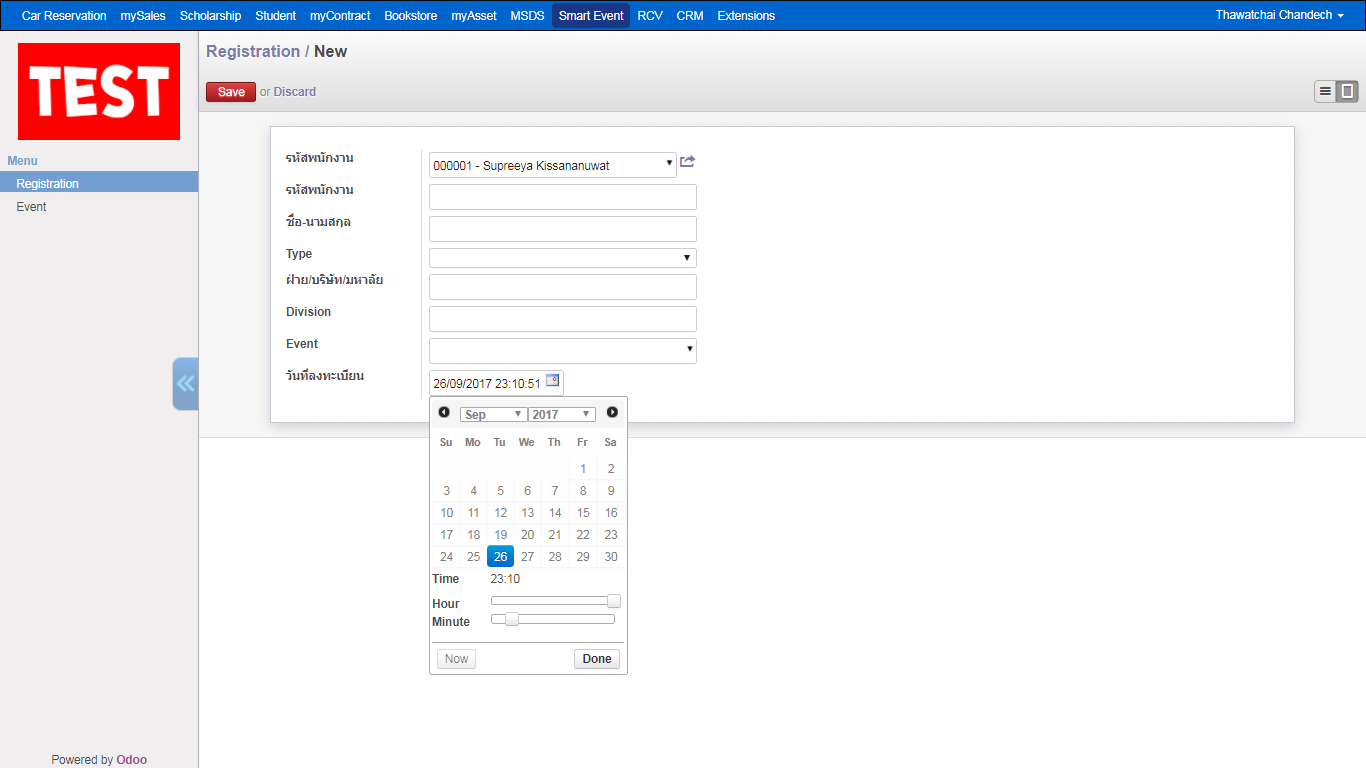 Car Reservation mySales Scholarship Student myContract Bookstore myAsset MSDS Smart Event RCV CRM Extensions Thawatchai Chandech
TEST
Registration / New
Save or Discard
Menu
Registration
Event
รหัสพนักงาน 000001 - Supreeya Kissananuwat
รหัสพนักงาน
ชื่อ-นามสกุล
Type
ฝ่าย/บริษัท/มหาลัย
Division
Event
วันที่ลงทะเบียน 26/09/2017 23:10:51
Sep 2017
Su Mo Tu We Th Fr Sa
1 2
3 4 5 6 7 8 9
10 11 12 13 14 15 16
17 18 19 20 21 22 23
24 25 26 27 28 29 30
Time 23:10
Hour
Minute
Now Done
Powered by Odoo